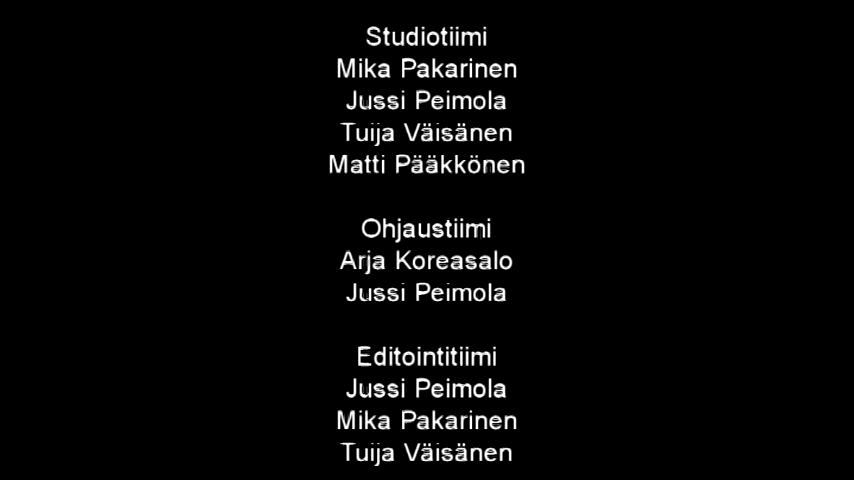 Studiotiimi
Mika Pakarinen
Jussi Peimola
Tuija Väisänen
Matti Pääkkönen
Ohjaustiimi
Arja Koreasalo
Jussi Peimola
Editointitiimi
Jussi Peimola
Mika Pakarinen
Tuija Väisänen